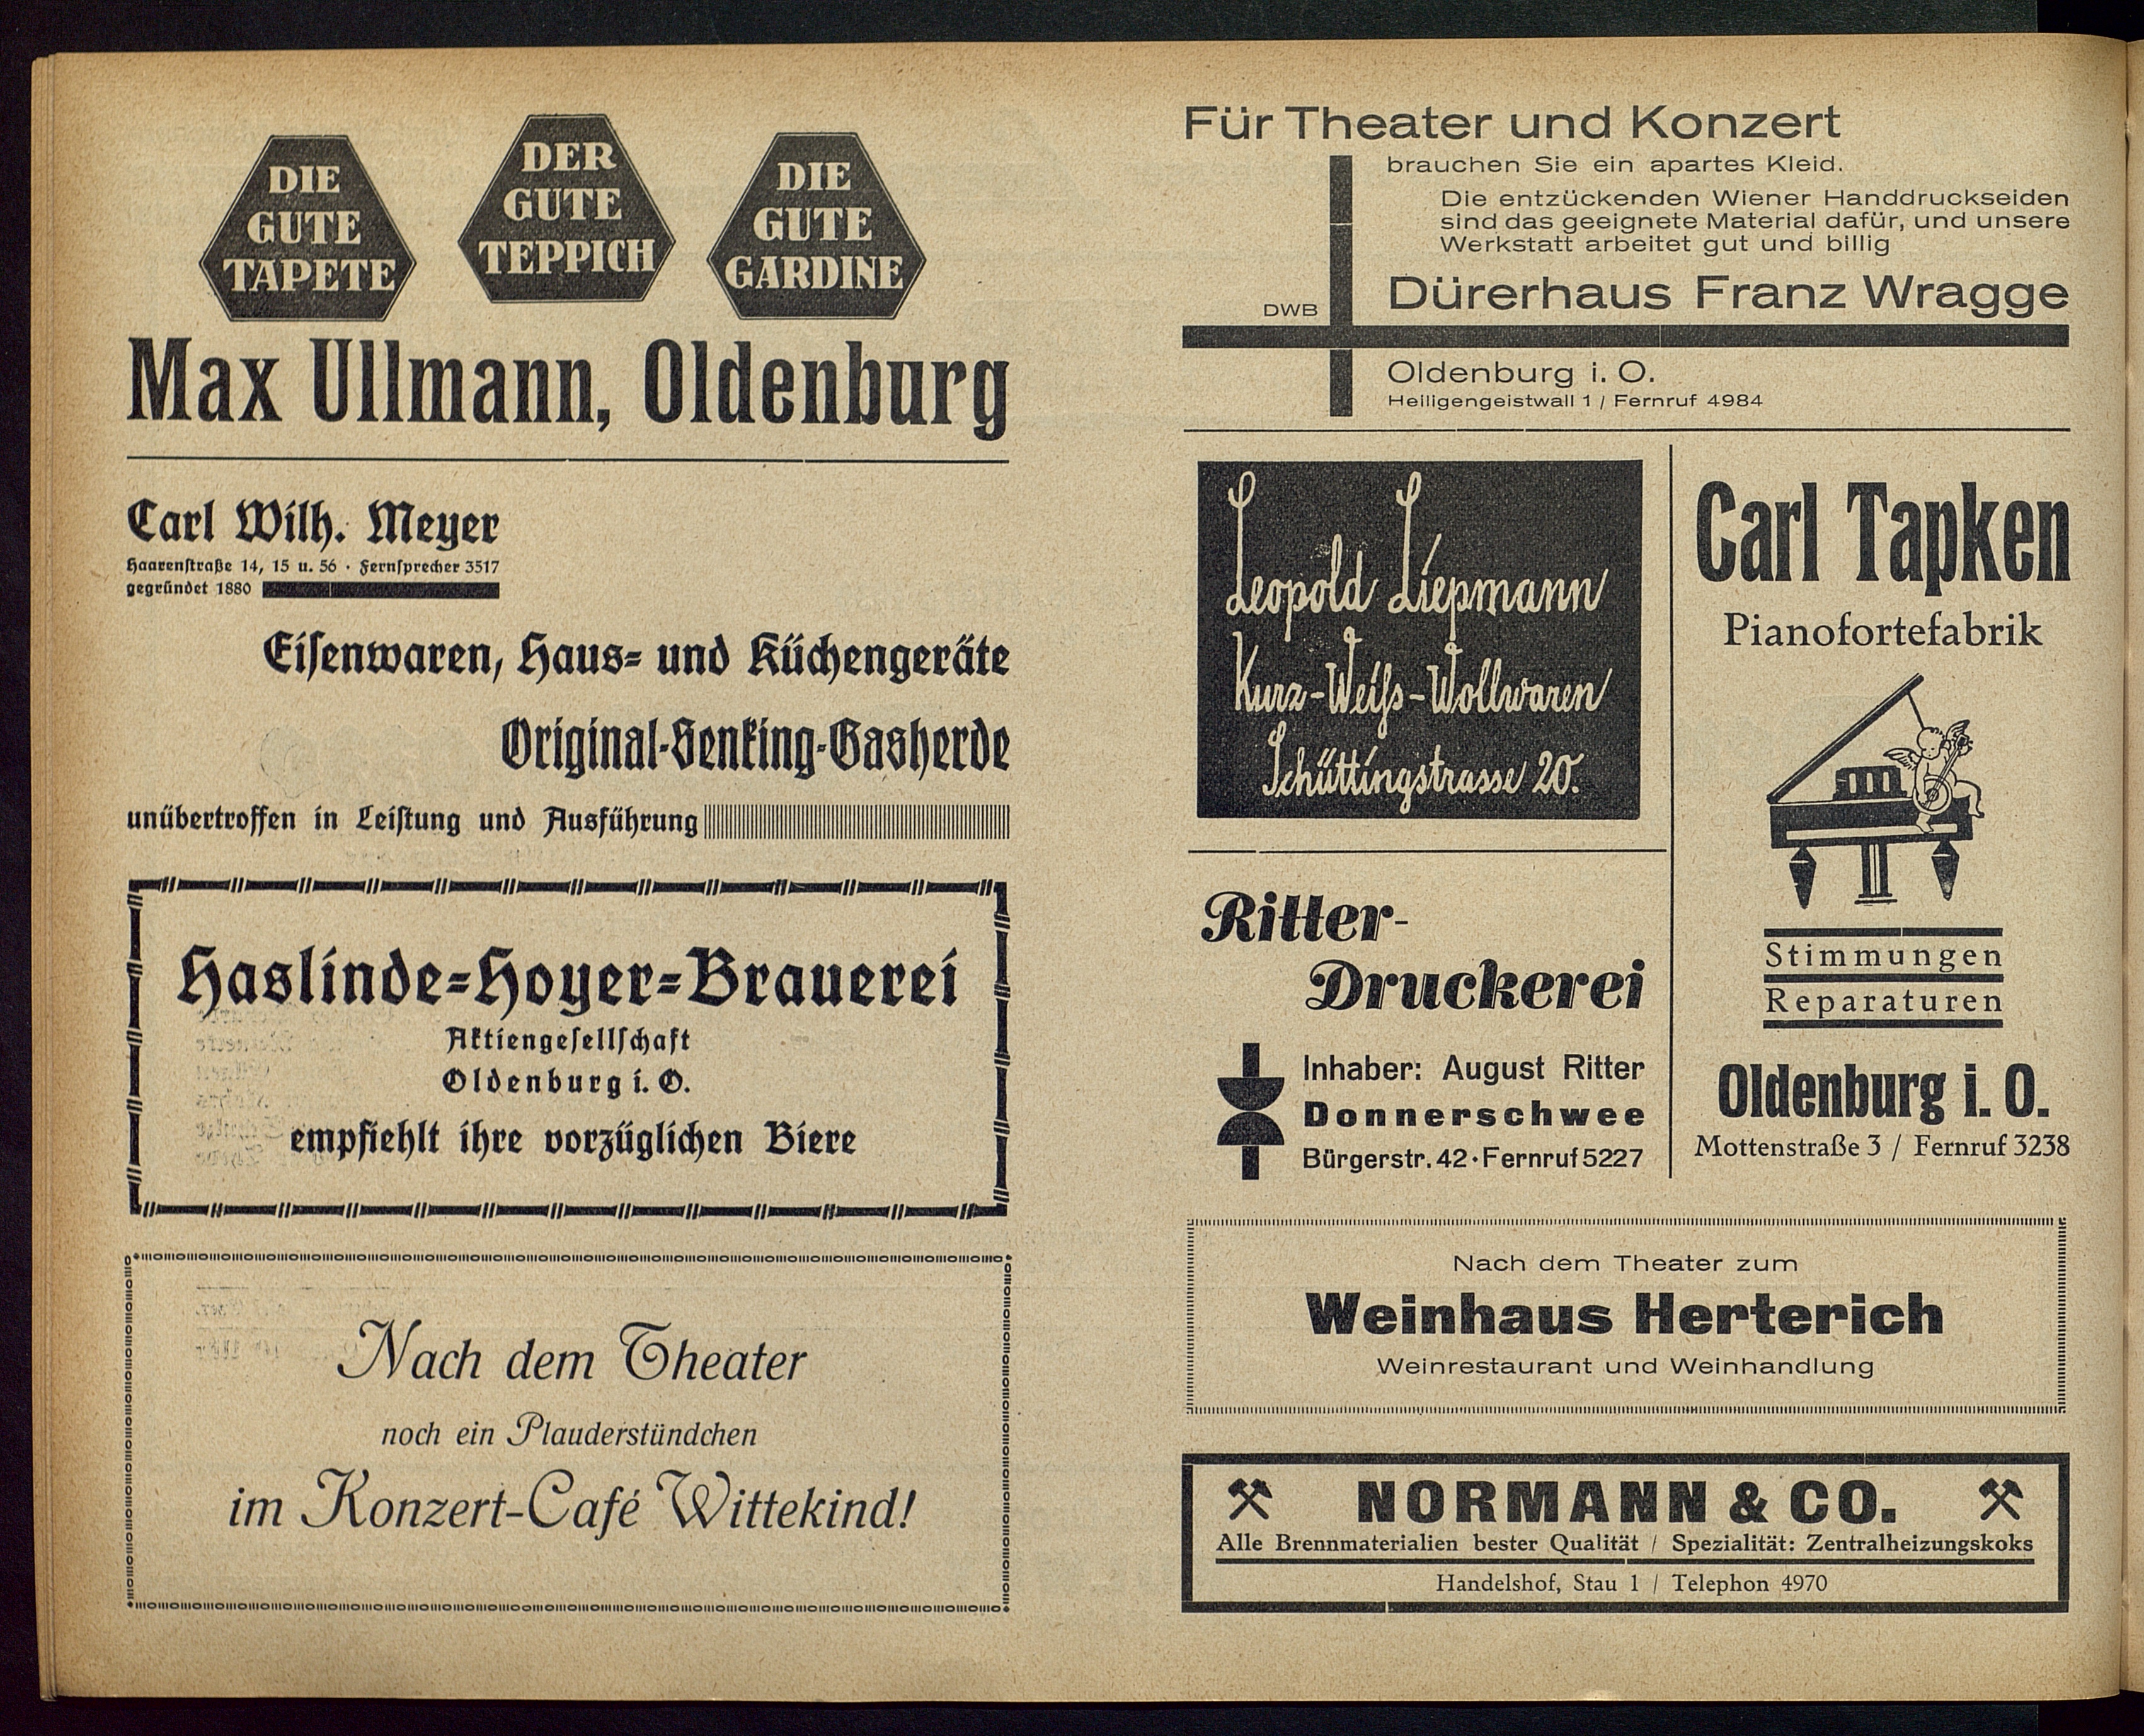 DIE
GUTE
TAPETE
DER
GUTE
TEPPICH
DIE
GUTE
GARDINE
Max Ullmann, Oldenburg
Carl Wilh. Meyer
Haarenſtraße 14, 15 u. 56 · Fernſprecher 3517
gegründet 1880
Eiſenwaren, Haus- und Küchengeräte
Original-Senking-Gasherde
unübertroffen in Leiſtung und Ausführung
Haslinde-Hoyer-Brauerei
Aktiengeſellſchaft
Oldenburg i. O.
empfiehlt ihre vorzüglichen Biere
Nach dem Theater
noch ein Plauderstündchen
im Konzert-Café Wittekind!
Für Theater und Konzert
brauchen Sie ein apartes Kleid.
Die entzückenden Wiener Handdruckseiden
sind das geeignete Material dafür, und unsere
Werkstatt arbeitet gut und billig
DWB
Dürerhaus Franz Wragge
Oldenburg i. O.
Heiligengeistwall 1 / Fernruf 4984
Leopold Liepmann
Kurz-Weiſs-Wollwaren
Schüttingstrasse 20.
Carl Tapken
Pianofortefabrik
Stimmungen
Reparaturen
Oldenburg i. O.
Mottenstraße 3 / Fernruf 3238
Ritter-
Druckerei
Inhaber: August Ritter
Donnerschwee
Bürgerstr. 42 · Fernruf 5227
Nach dem Theater zum
Weinhaus Herterich
Weinrestaurant und Weinhandlung
NORMANN & CO.
Alle Brennmaterialien bester Qualität / Spezialität: Zentralheizungskoks
Handelshof, Stau 1 / Telephon 4970